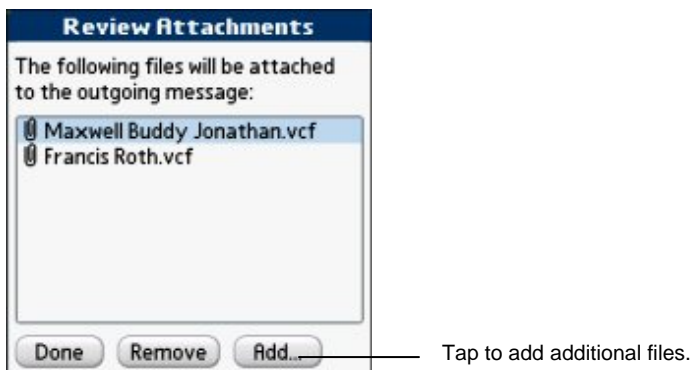 Review Attachments
The following files will be attached
to the outgoing message:
Maxwell Buddy Jonathan.vcf
Francis Roth.vcf
Done Remove Add... Tap to add additional files.